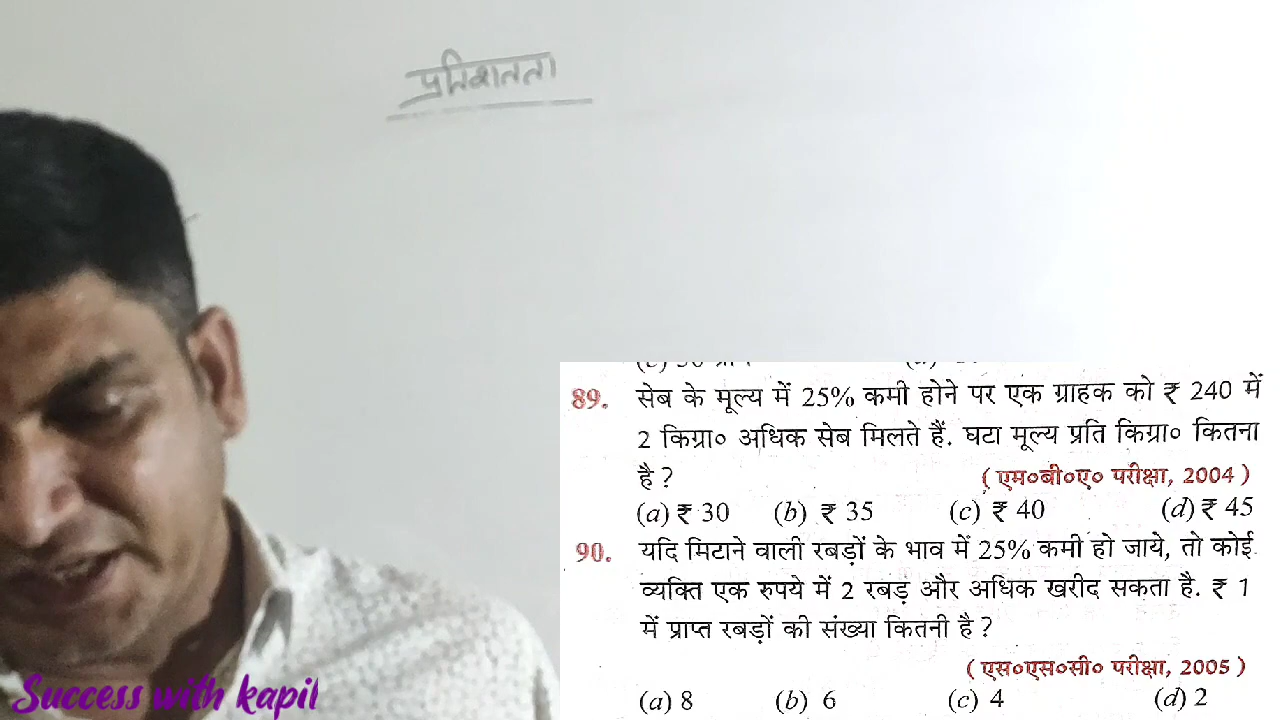 प्रतिशतता
89. सेब के मूल्य में 25% कमी होने पर एक ग्राहक को ₹ 240 में
2 किग्रा० अधिक सेब मिलते हैं. घटा मूल्य प्रति किग्रा० कितना
है ? ( एम०बी०ए० परीक्षा, 2004 )
(a) ₹ 30 (b) ₹ 35 (c) ₹ 40 (d) ₹ 45
90. यदि मिटाने वाली रबड़ों के भाव में 25% कमी हो जाये, तो कोई
व्यक्ति एक रुपये में 2 रबड़ और अधिक खरीद सकता है. ₹ 1
में प्राप्त रबड़ों की संख्या कितनी है ?
( एस०एस०सी० परीक्षा, 2005 )
(a) 8 (b) 6 (c) 4 (d) 2
Success with kapil